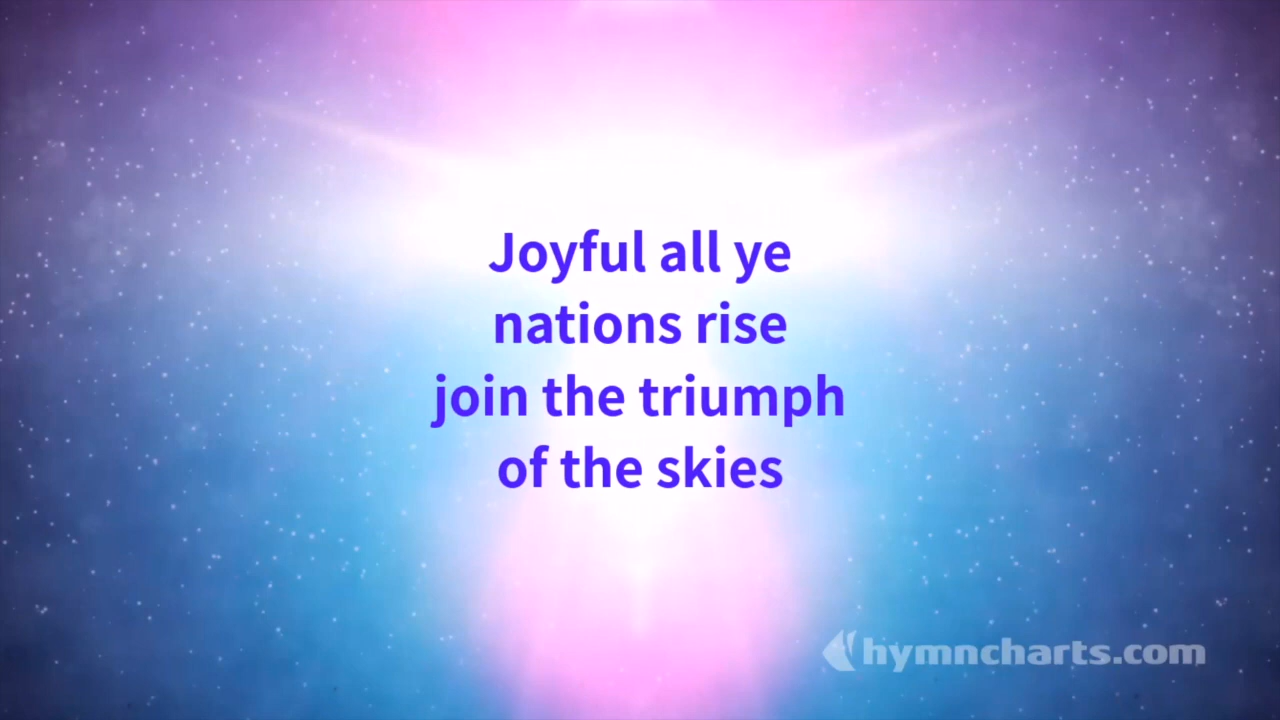 Joyful all ye
nations rise
join the triumph
of the skies
hymncharts.com